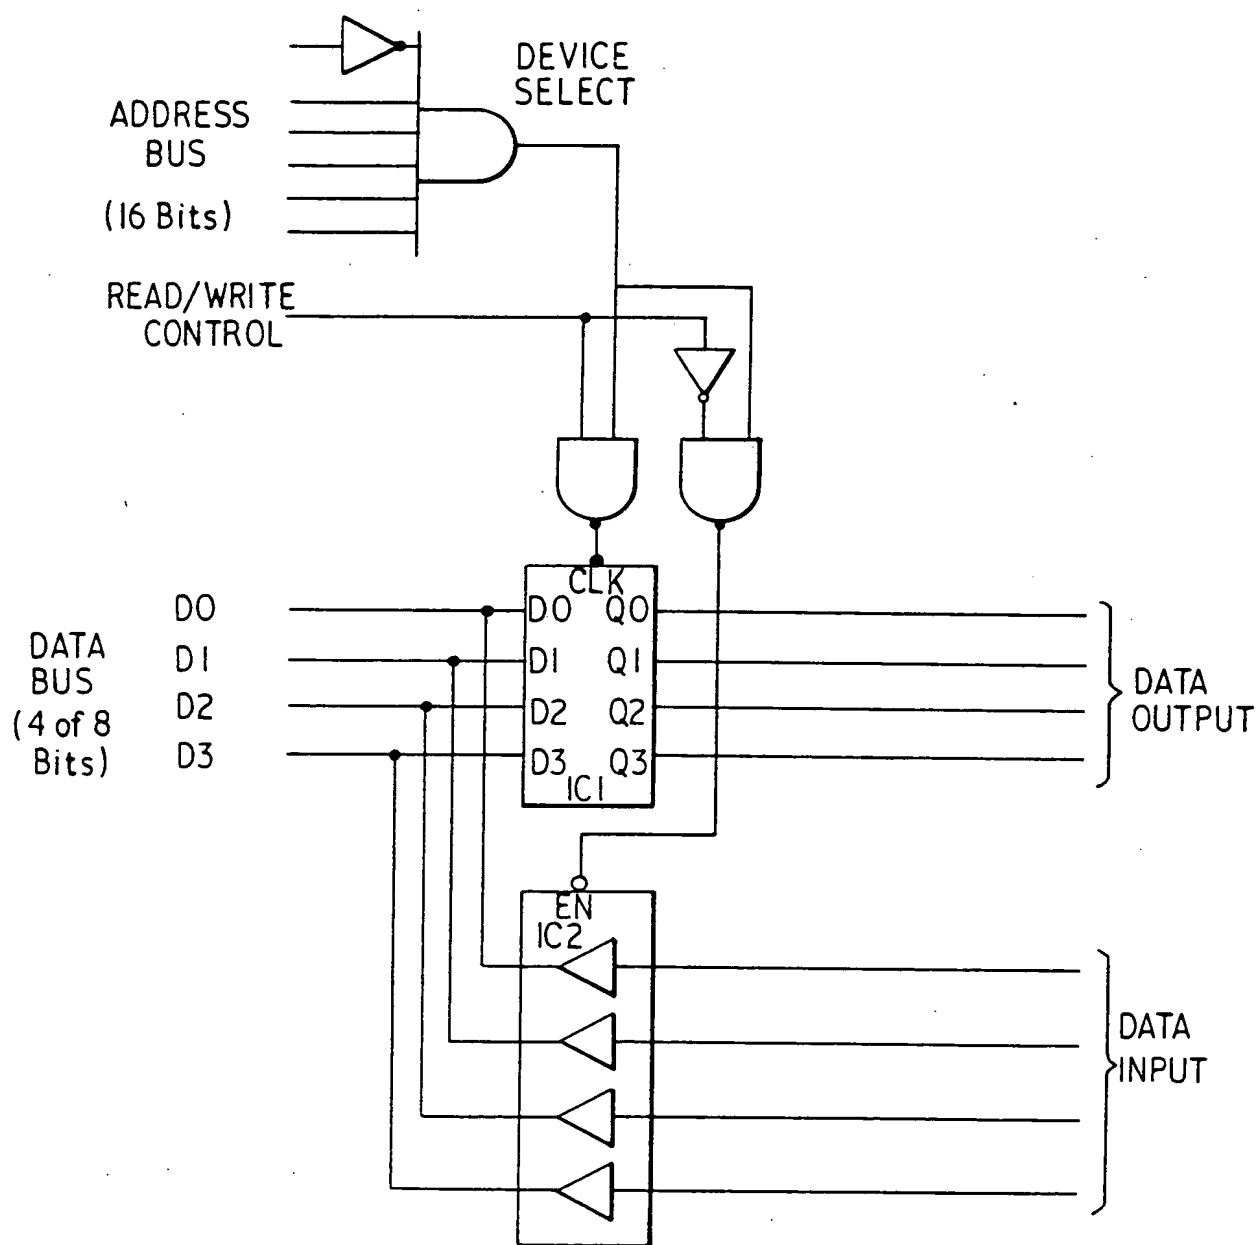 DEVICE
SELECT
ADDRESS
BUS
(16 Bits)
READ/WRITE
CONTROL
CLK
D0
D0
Q0
DATA
BUS
(4 of 8
Bits)
D1
D1
Q1
D2
D2
Q2
D3
D3
Q3
IC1
DATA
OUTPUT
EN
IC2
DATA
INPUT